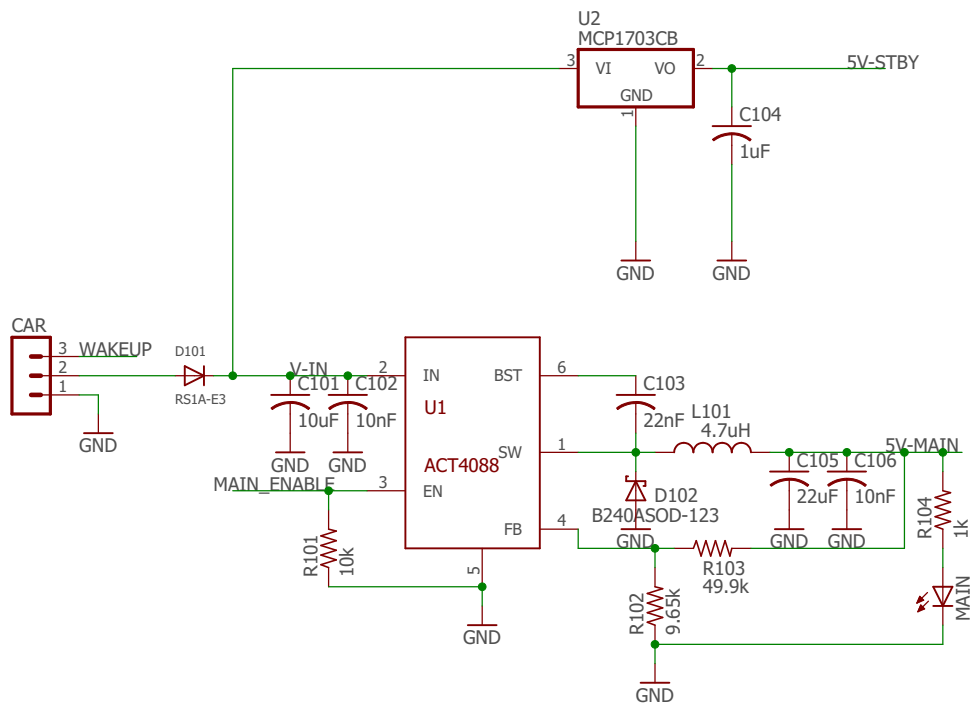 U2
MCP1703CB
3
VI
VO
2
5V-STBY
GND
1
C104
1uF
GND
GND
CAR
3
WAKEUP
2
1
D101
RS1A-E3
GND
V-IN
C101
10uF
C102
10nF
GND
GND
2
IN
BST
6
U1
C103
22nF
L101
4.7uH
SW
1
ACT4088
5V-MAIN
MAIN_ENABLE
3
EN
C105
22uF
C106
10nF
D102
B240ASOD-123
FB
4
GND
GND
GND
R104
1k
R101
10k
5
R103
49.9k
R102
9.65k
MAIN
GND
GND